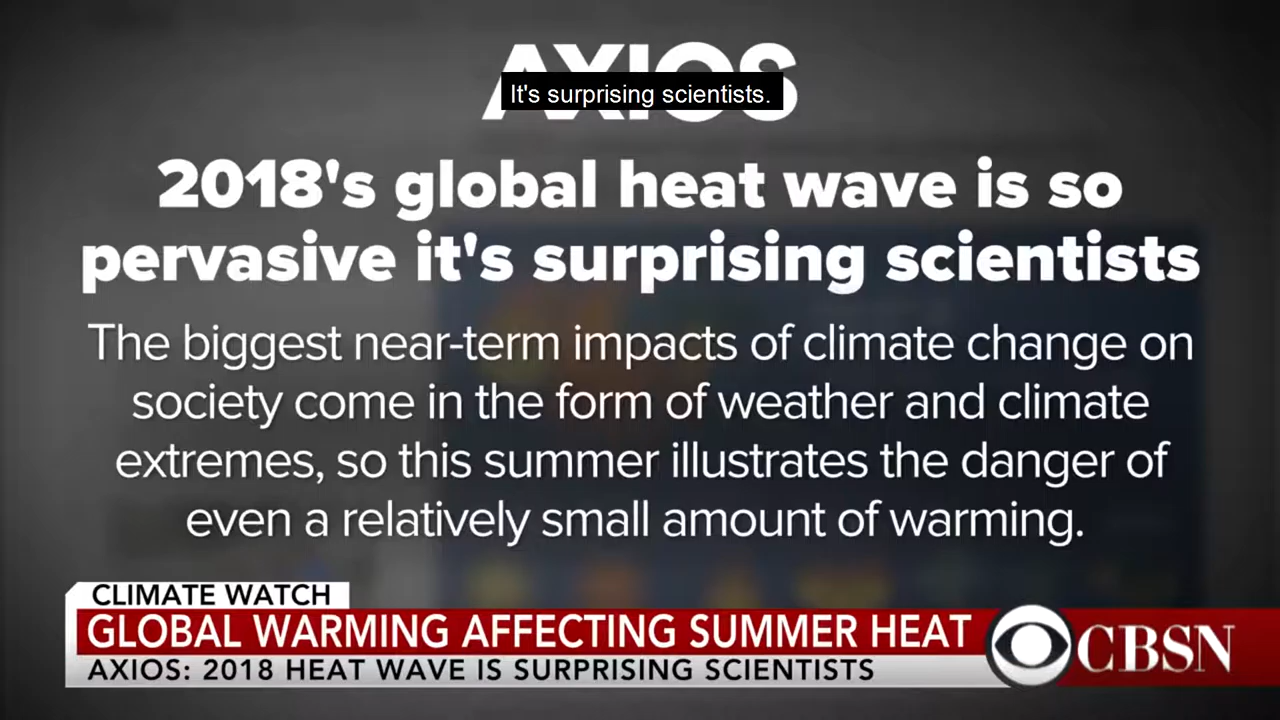 AXIOS
It's surprising scientists.
2018's global heat wave is so
pervasive it's surprising scientists
The biggest near-term impacts of climate change on
society come in the form of weather and climate
extremes, so this summer illustrates the danger of
even a relatively small amount of warming.
CLIMATE WATCH
GLOBAL WARMING AFFECTING SUMMER HEAT
AXIOS: 2018 HEAT WAVE IS SURPRISING SCIENTISTS
CBSN